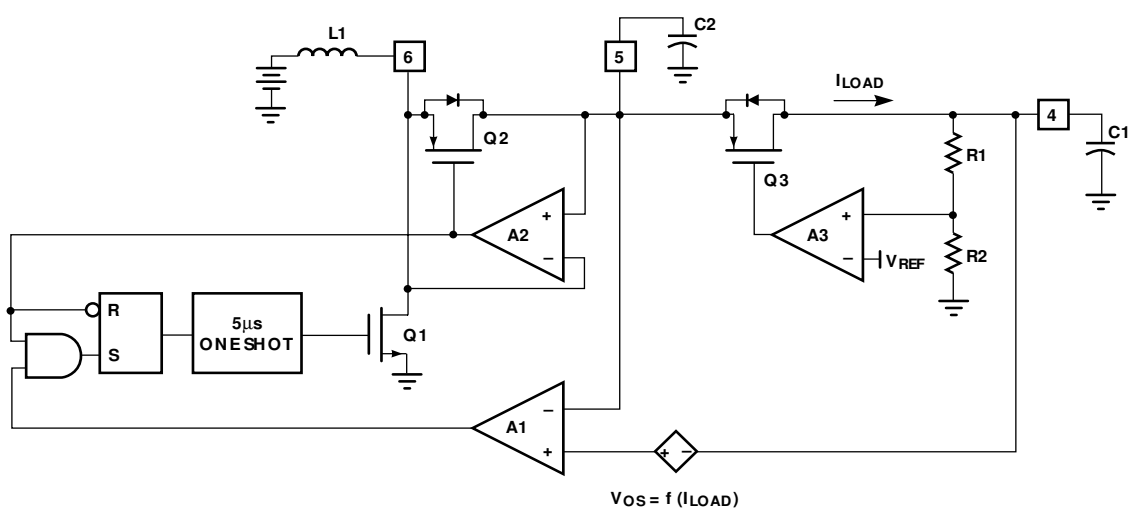 L1
6
5
C2
ILOAD
4
C1
Q2
Q3
R1
A2
+
−
A3
+
−
VREF
R2
R
S
5µs
ONESHOT
Q1
A1
−
+
+ −
VOS = f (ILOAD)